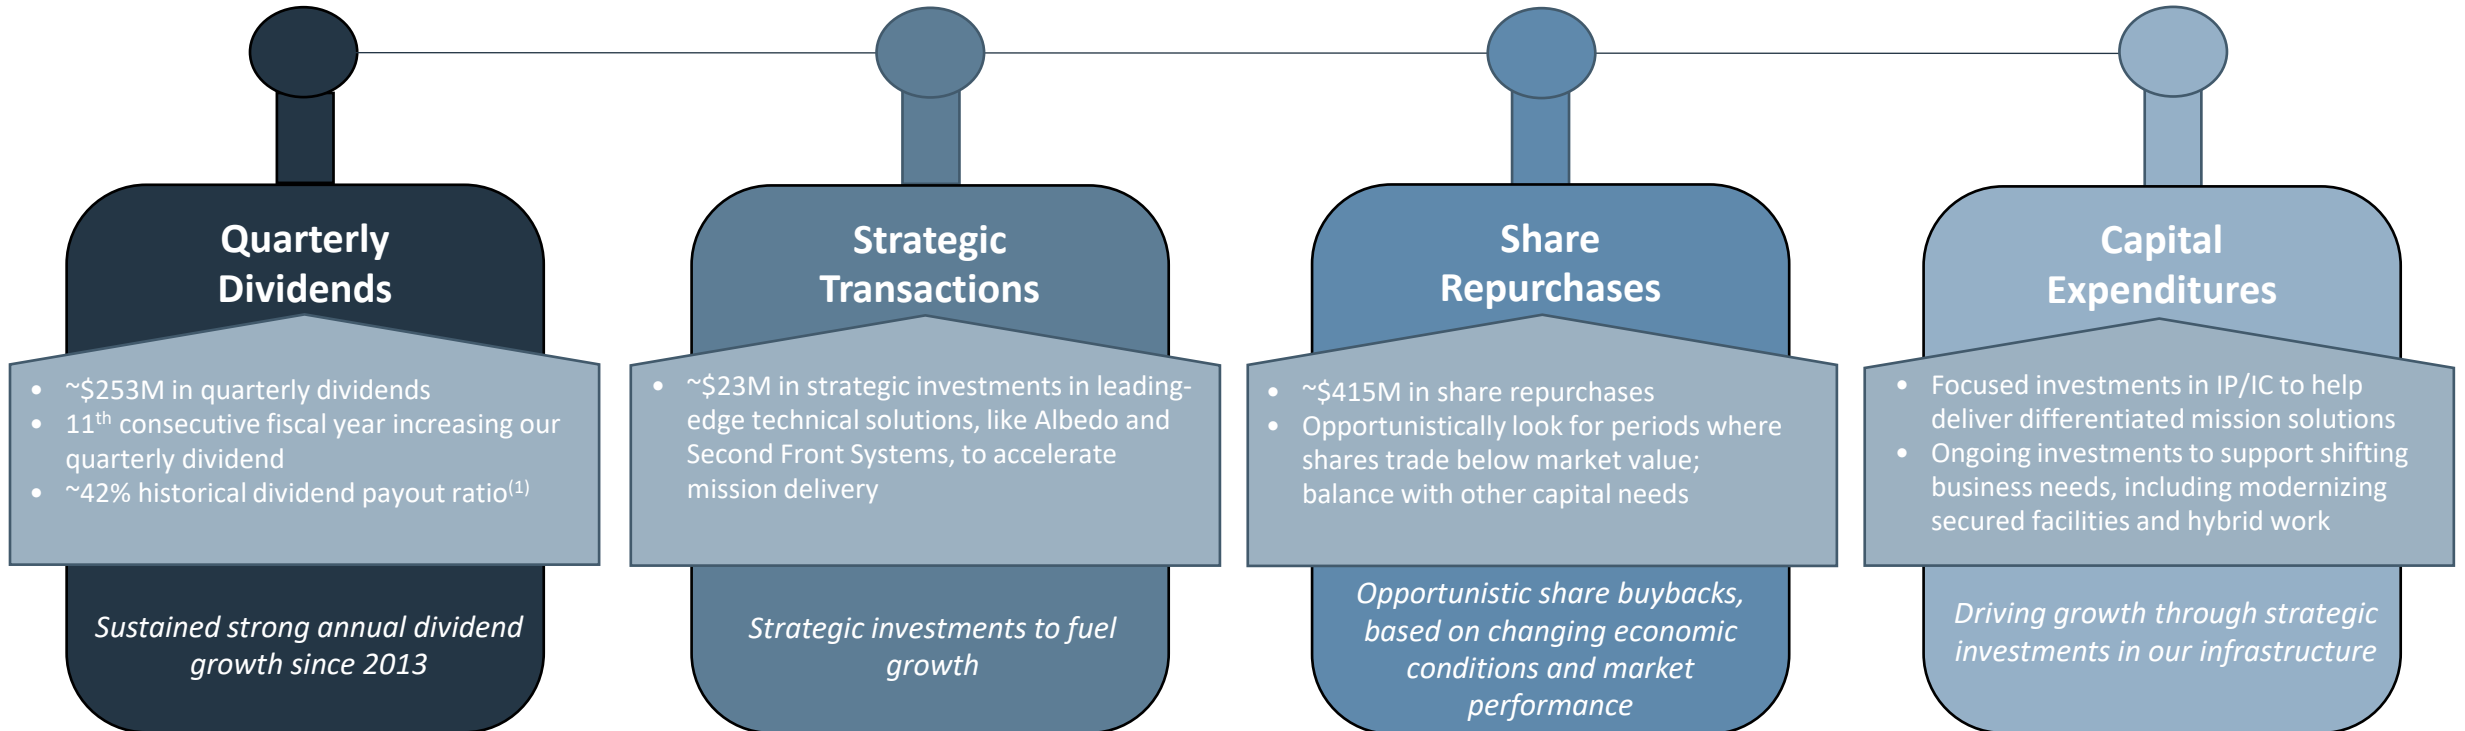 Quarterly
Dividends
• ~$253M in quarterly dividends
• 11th consecutive fiscal year increasing our
quarterly dividend
• ~42% historical dividend payout ratio(1)
Sustained strong annual dividend
growth since 2013
Strategic
Transactions
• ~$23M in strategic investments in leading-
edge technical solutions, like Albedo and
Second Front Systems, to accelerate
mission delivery
Strategic investments to fuel
growth
Share
Repurchases
• ~$415M in share repurchases
• Opportunistically look for periods where
shares trade below market value;
balance with other capital needs
Opportunistic share buybacks,
based on changing economic
conditions and market
performance
Capital
Expenditures
• Focused investments in IP/IC to help
deliver differentiated mission solutions
• Ongoing investments to support shifting
business needs, including modernizing
secured facilities and hybrid work
Driving growth through strategic
investments in our infrastructure